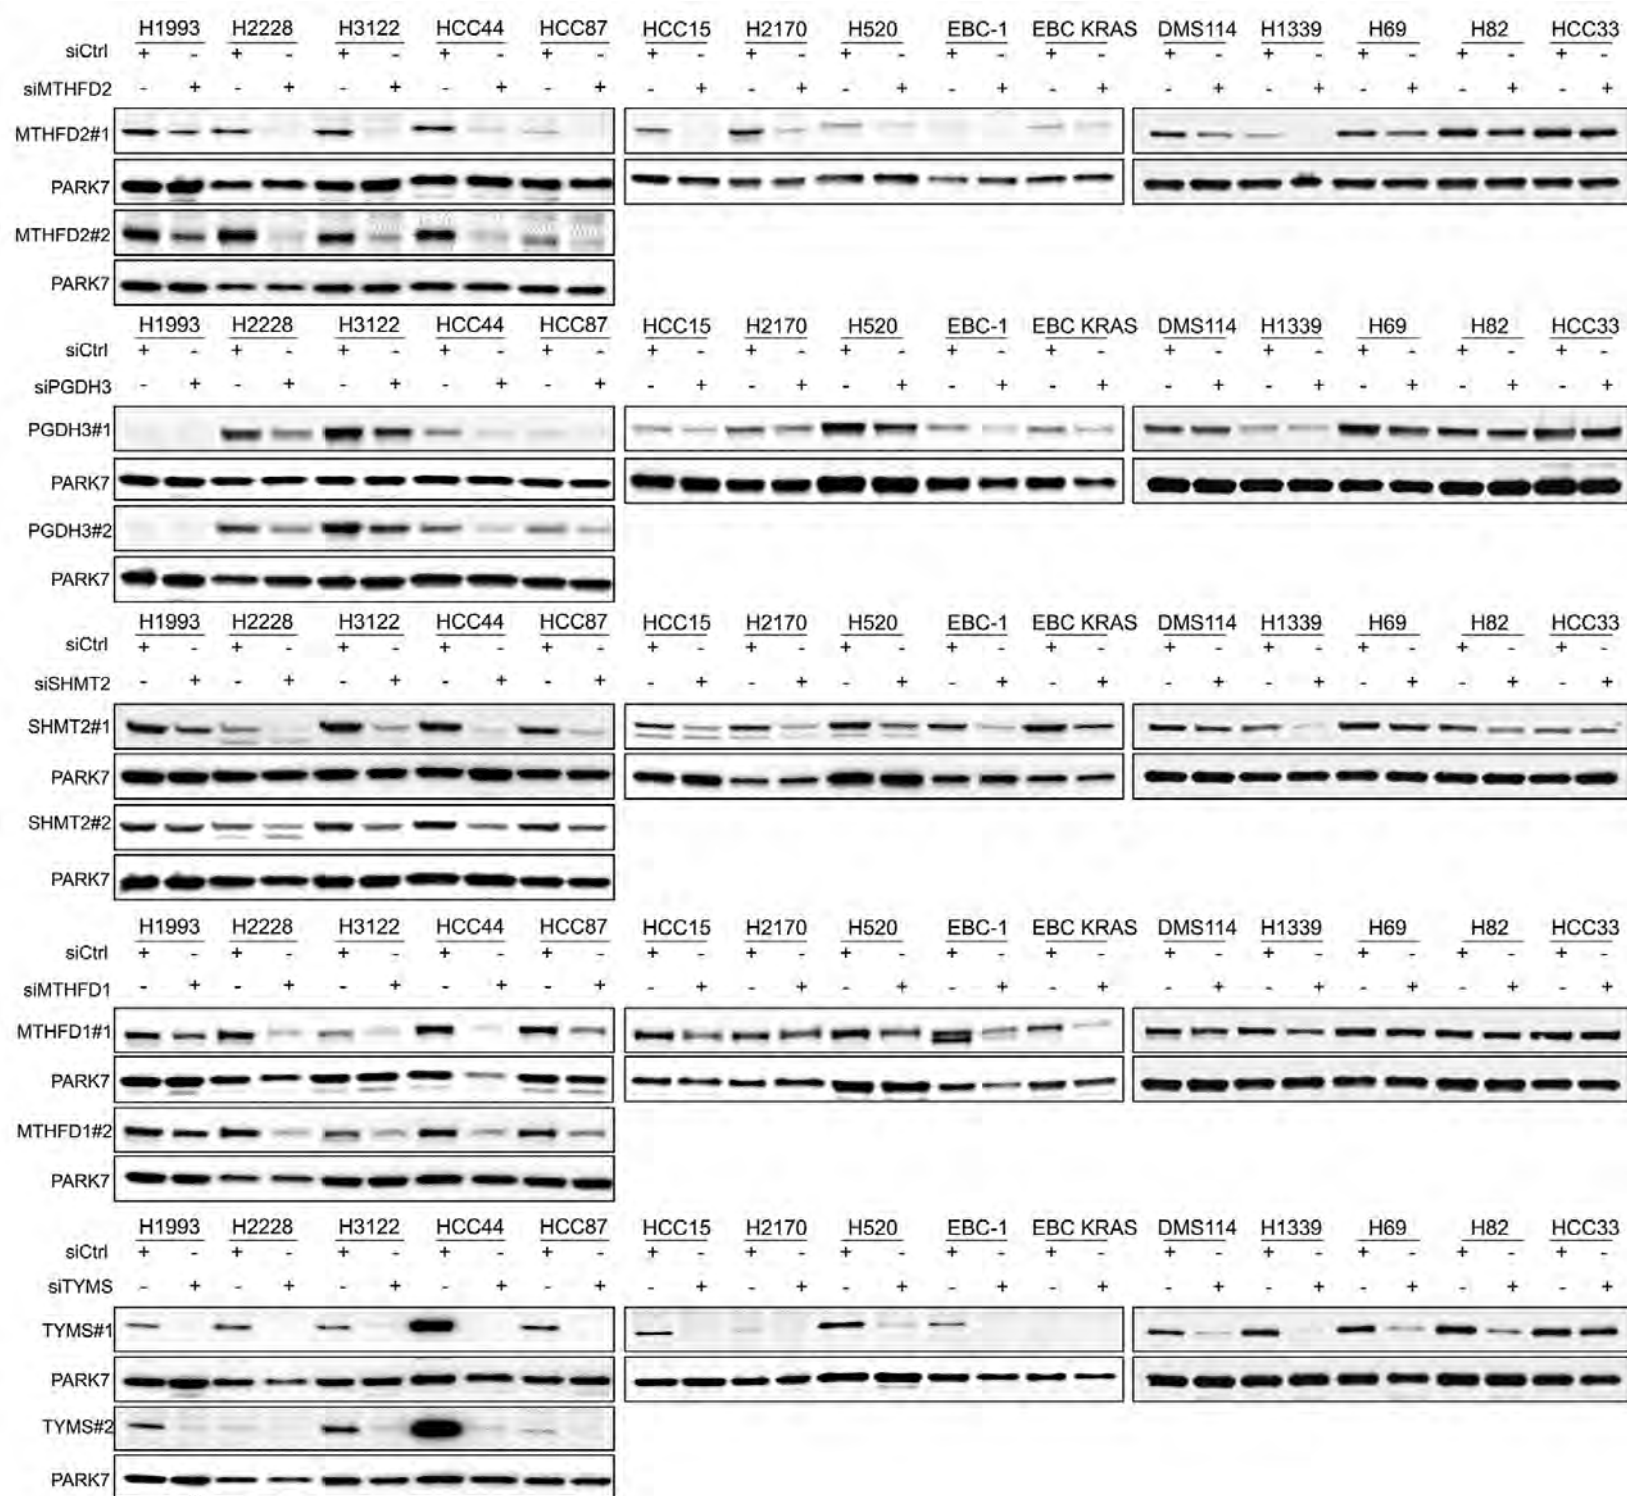 H1993 H2228 H3122 HCC44 HCC87 HCC15 H2170 H520 EBC-1 EBC KRAS DMS114 H1339 H69 H82 HCC33
siCtrl + - + - + - + - + - + - + - + - + - + - + - + - + - + - + -
siMTHFD2 - + - + - + - + - + - + - + - + - + - + - + - + - + - + - +
MTHFD2#1
PARK7
MTHFD2#2
PARK7
H1993 H2228 H3122 HCC44 HCC87 HCC15 H2170 H520 EBC-1 EBC KRAS DMS114 H1339 H69 H82 HCC33
siCtrl + - + - + - + - + - + - + - + - + - + - + - + - + - + - + -
siPGDH3 - + - + - + - + - + - + - + - + - + - + - + - + - + - + - +
PGDH3#1
PARK7
PGDH3#2
PARK7
H1993 H2228 H3122 HCC44 HCC87 HCC15 H2170 H520 EBC-1 EBC KRAS DMS114 H1339 H69 H82 HCC33
siCtrl + - + - + - + - + - + - + - + - + - + - + - + - + - + - + -
siSHMT2 - + - + - + - + - + - + - + - + - + - + - + - + - + - + - +
SHMT2#1
PARK7
SHMT2#2
PARK7
H1993 H2228 H3122 HCC44 HCC87 HCC15 H2170 H520 EBC-1 EBC KRAS DMS114 H1339 H69 H82 HCC33
siCtrl + - + - + - + - + - + - + - + - + - + - + - + - + - + - + -
siMTHFD1 - + - + - + - + - + - + - + - + - + - + - + - + - + - + - +
MTHFD1#1
PARK7
MTHFD1#2
PARK7
H1993 H2228 H3122 HCC44 HCC87 HCC15 H2170 H520 EBC-1 EBC KRAS DMS114 H1339 H69 H82 HCC33
siCtrl + - + - + - + - + - + - + - + - + - + - + - + - + - + - + -
siTYMS - + - + - + - + - + - + - + - + - + - + - + - + - + - + - +
TYMS#1
PARK7
TYMS#2
PARK7